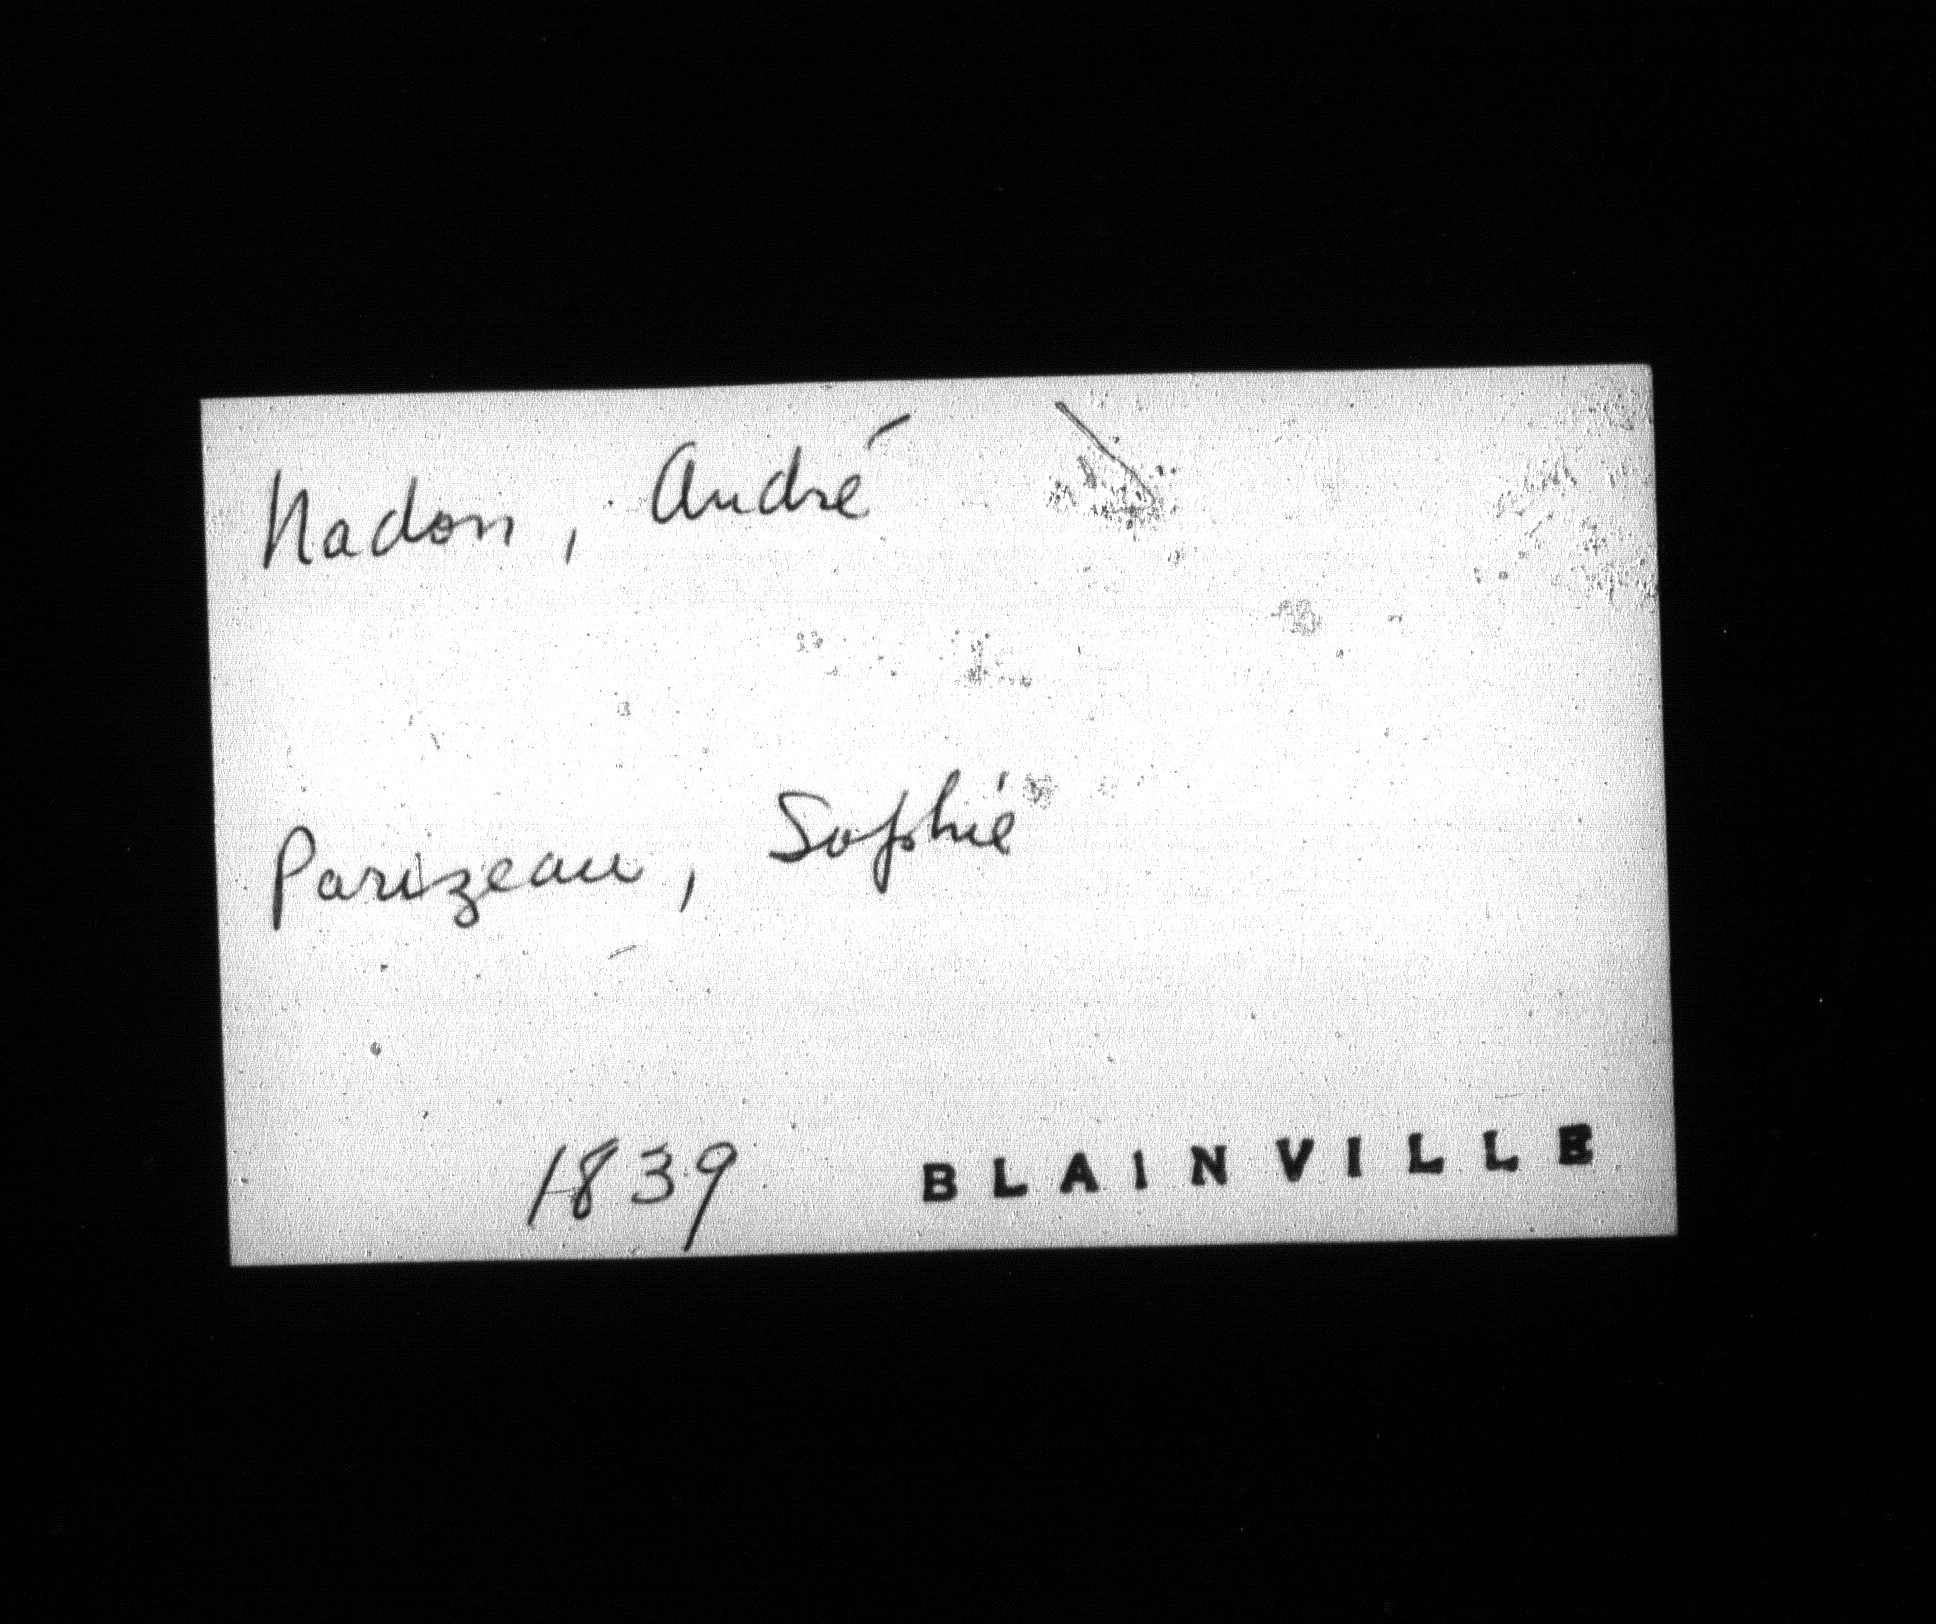 Nadon, André
Parizeau, Sophie
1839 BLAINVILLE